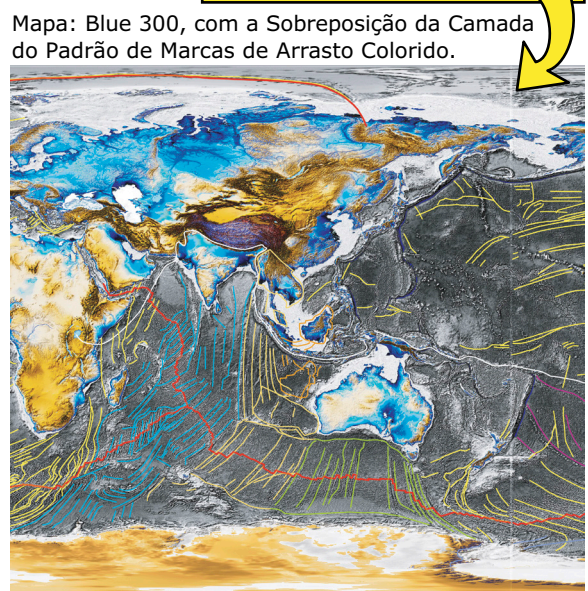 Mapa: Blue 300, com a Sobreposição da Camada
do Padrão de Marcas de Arrasto Colorido.